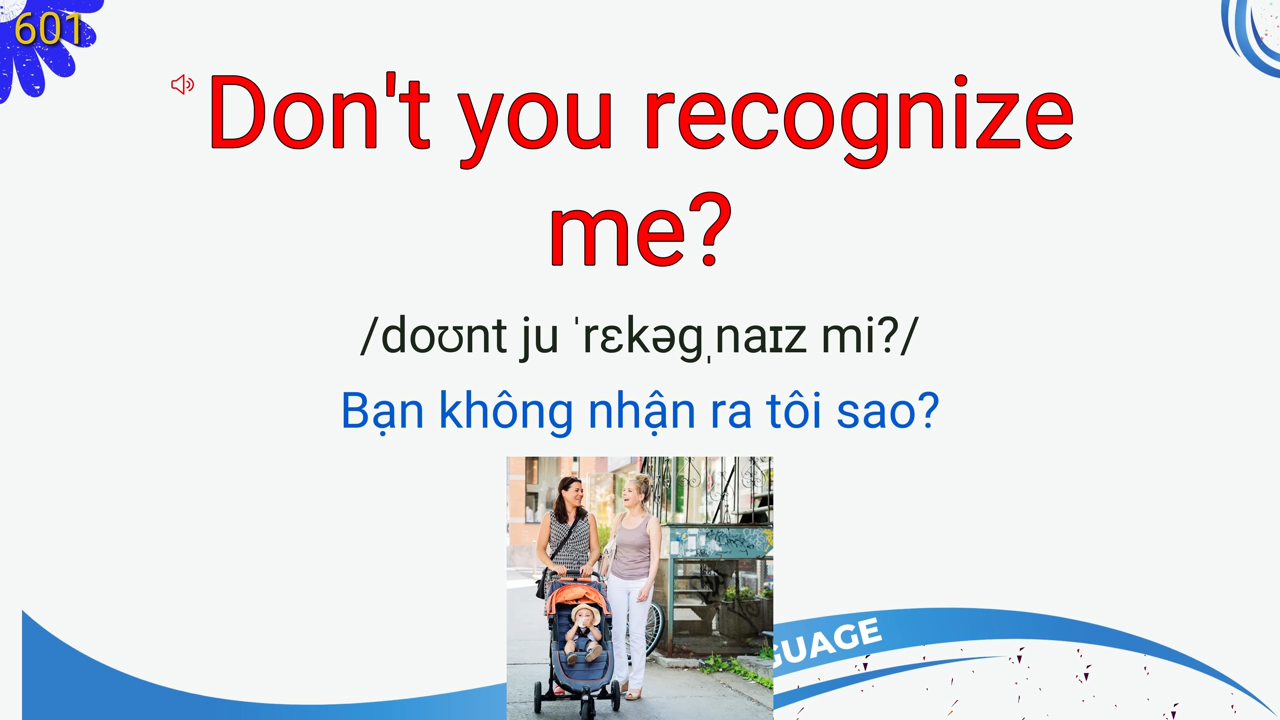 601
Don't you recognize
me?
/doʊnt ju ˈrɛkəgˌnaɪz mi?/
Bạn không nhận ra tôi sao?
GUAGE